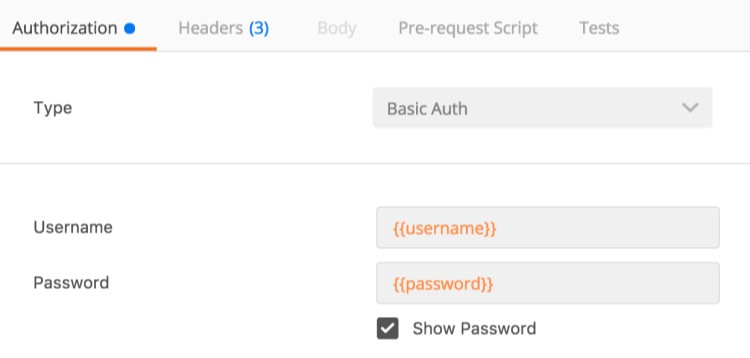 Authorization Headers (3) Body Pre-request Script Tests
Type Basic Auth
Username {{username}}
Password {{password}}
Show Password